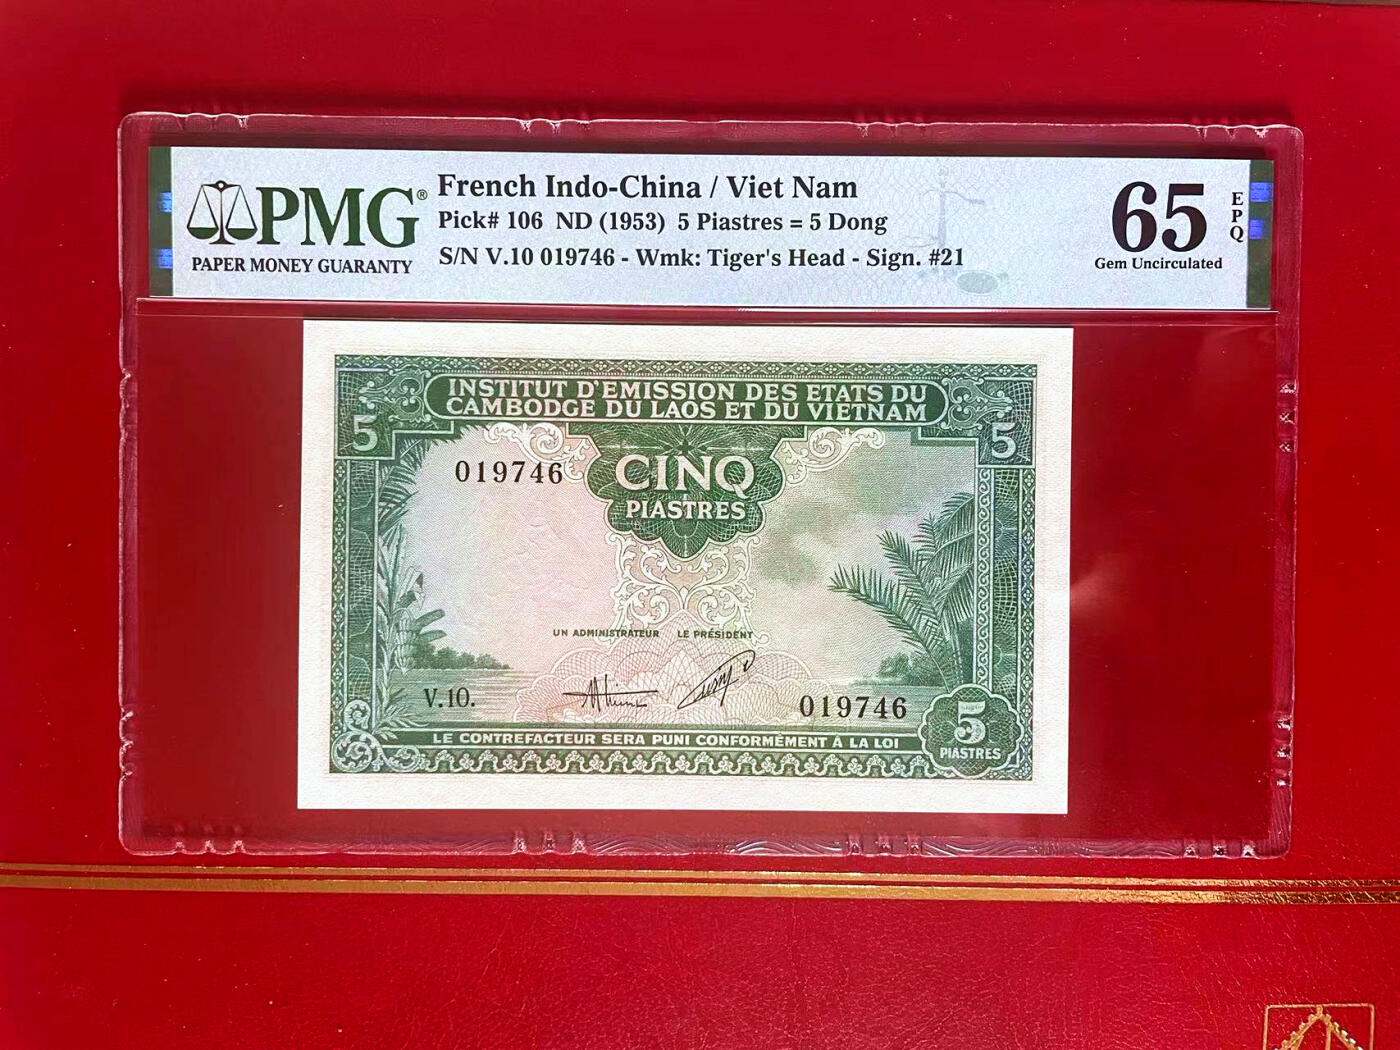 PMG®
PAPER MONEY GUARANTY
French Indo-China / Viet Nam
Pick# 106 ND (1953) 5 Piastres = 5 Dong
S/N V.10 019746 - Wmk: Tiger's Head - Sign. #21
65
EPQ
Gem Uncirculated
INSTITUT D'EMISSION DES ETATS DU
CAMBODGE DU LAOS ET DU VIETNAM
5
5
019746
CINQ
PIASTRES
UN ADMINISTRATEUR LE PRÉSIDENT
V.10.
019746
5
PIASTRES
LE CONTREFACTEUR SERA PUNI CONFORMÉMENT À LA LOI